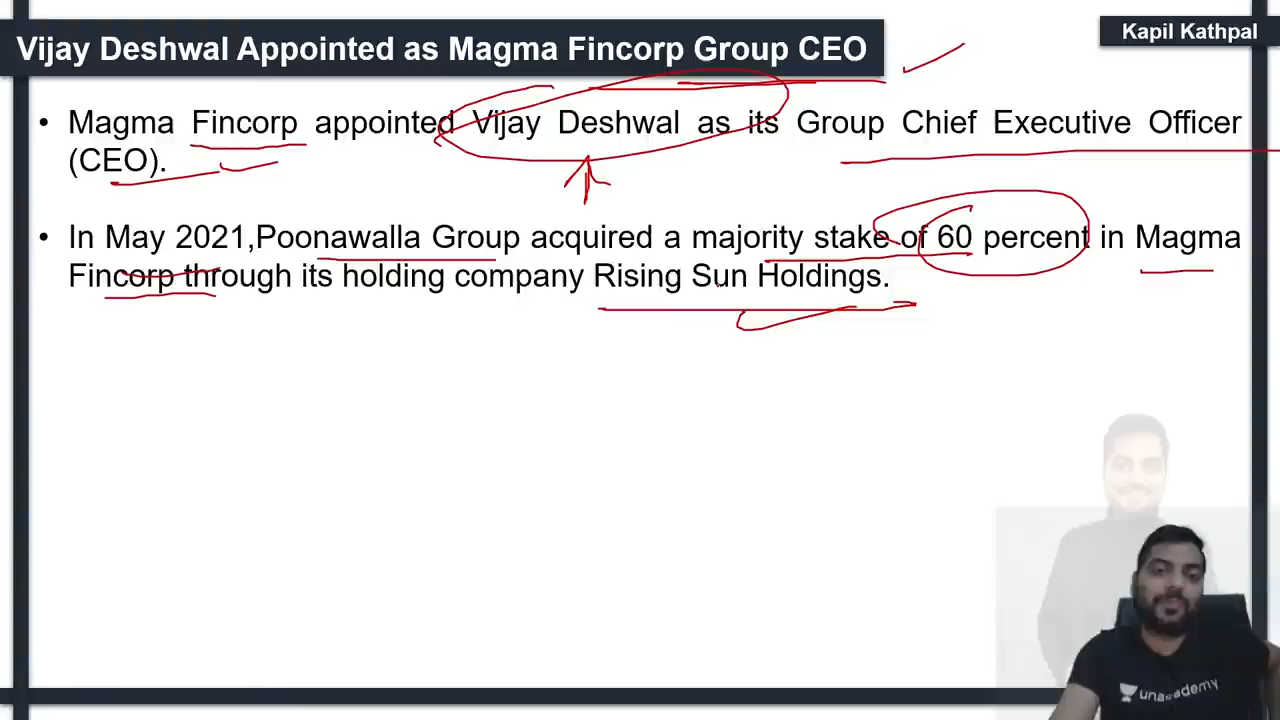 Vijay Deshwal Appointed as Magma Fincorp Group CEO
Kapil Kathpal
• Magma Fincorp appointed Vijay Deshwal as its Group Chief Executive Officer
(CEO).
• In May 2021,Poonawalla Group acquired a majority stake of 60 percent in Magma
Fincorp through its holding company Rising Sun Holdings.
unacademy